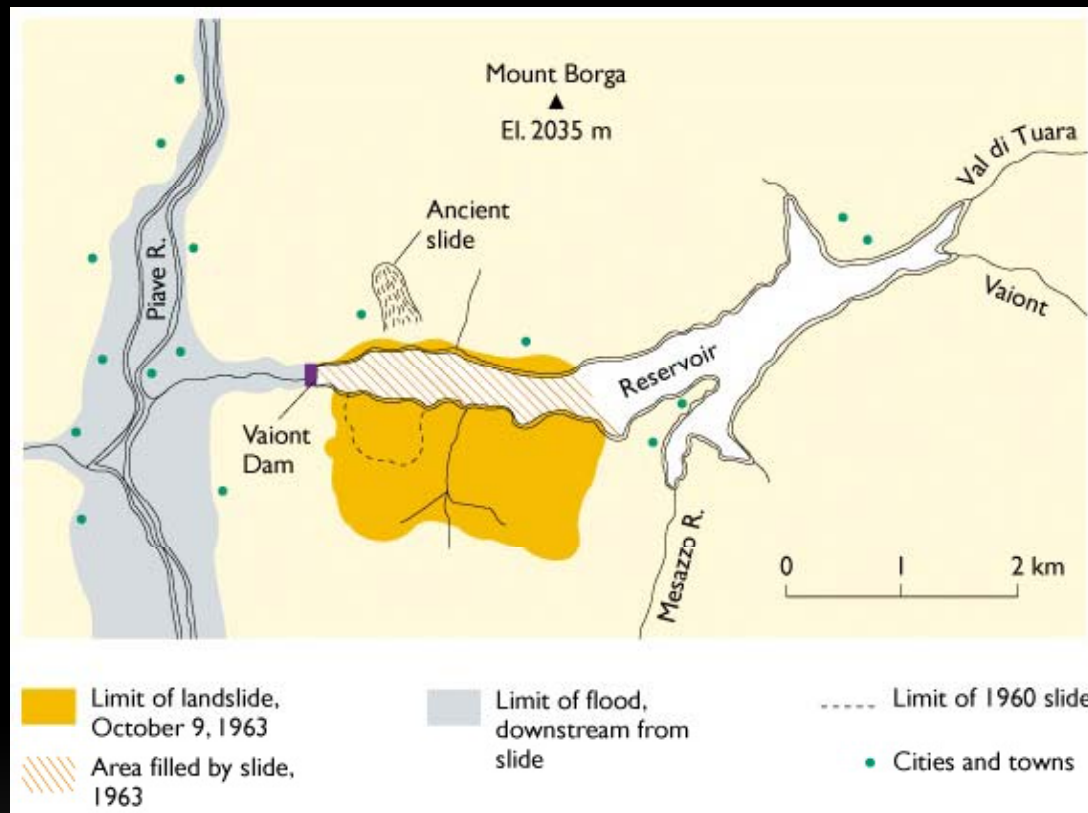 Mount Borga
El. 2035 m
Val di Tuara
Ancient
slide
Piave R.
Vaiont
Reservoir
Vaiont
Dam
Mesazzo R.
0 1 2 km
Limit of landslide,
October 9, 1963
Area filled by slide,
1963
Limit of flood,
downstream from
slide
Limit of 1960 slide
Cities and towns